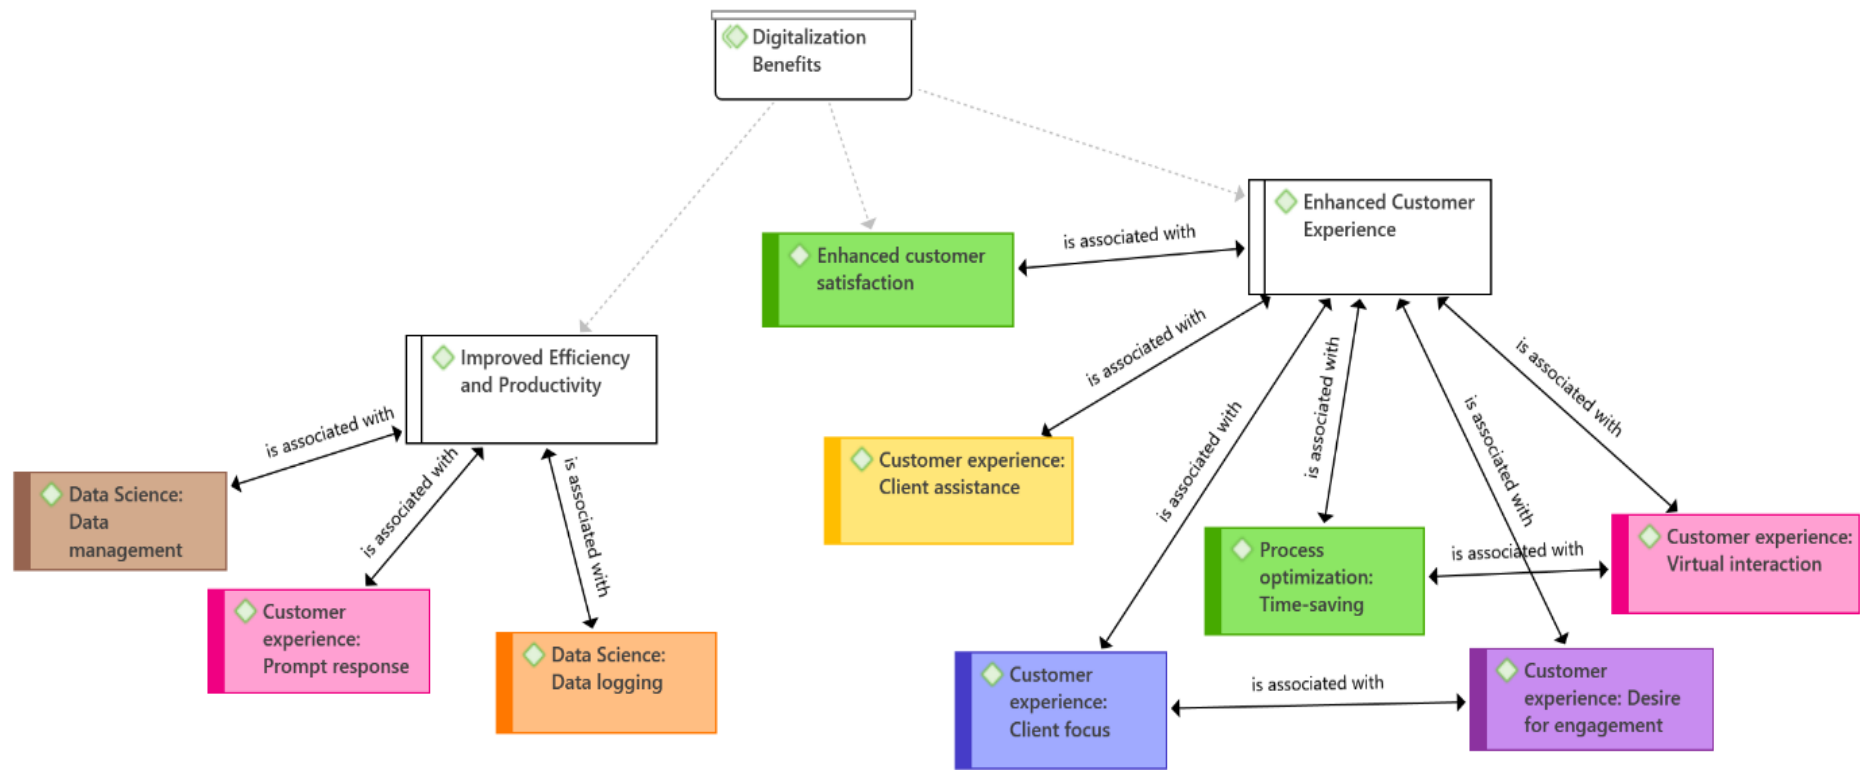 Digitalization
Benefits
Enhanced Customer
Experience
is associated with
Enhanced customer
satisfaction
is associated with
is associated with
is associated with
is associated with
is associated with
Improved Efficiency
and Productivity
is associated with
is associated with
is associated with
Customer experience:
Client assistance
Data Science:
Data
management
Process
optimization:
Time-saving
is associated with
Customer experience:
Virtual interaction
Customer
experience:
Prompt response
Data Science:
Data logging
Customer
experience:
Client focus
is associated with
Customer
experience: Desire
for engagement